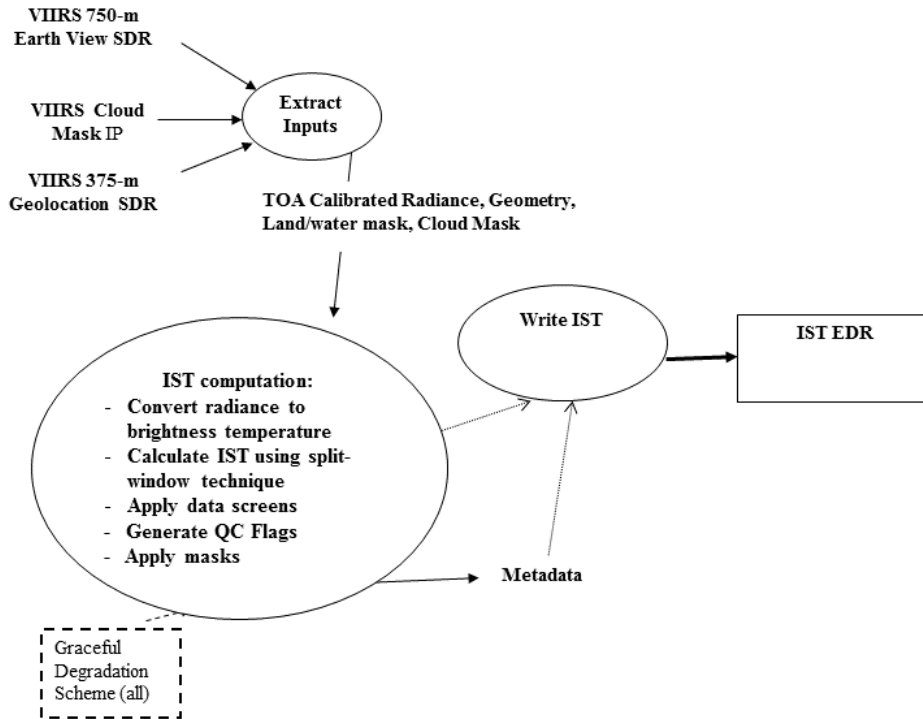 VIIRS 750-m
Earth View SDR
VIIRS Cloud
Mask IP
VIIRS 375-m
Geolocation SDR
Extract
Inputs
TOA Calibrated Radiance, Geometry,
Land/water mask, Cloud Mask
Write IST
IST EDR
IST computation:
- Convert radiance to
brightness temperature
- Calculate IST using split-
window technique
- Apply data screens
- Generate QC Flags
- Apply masks
Metadata
Graceful
Degradation
Scheme (all)